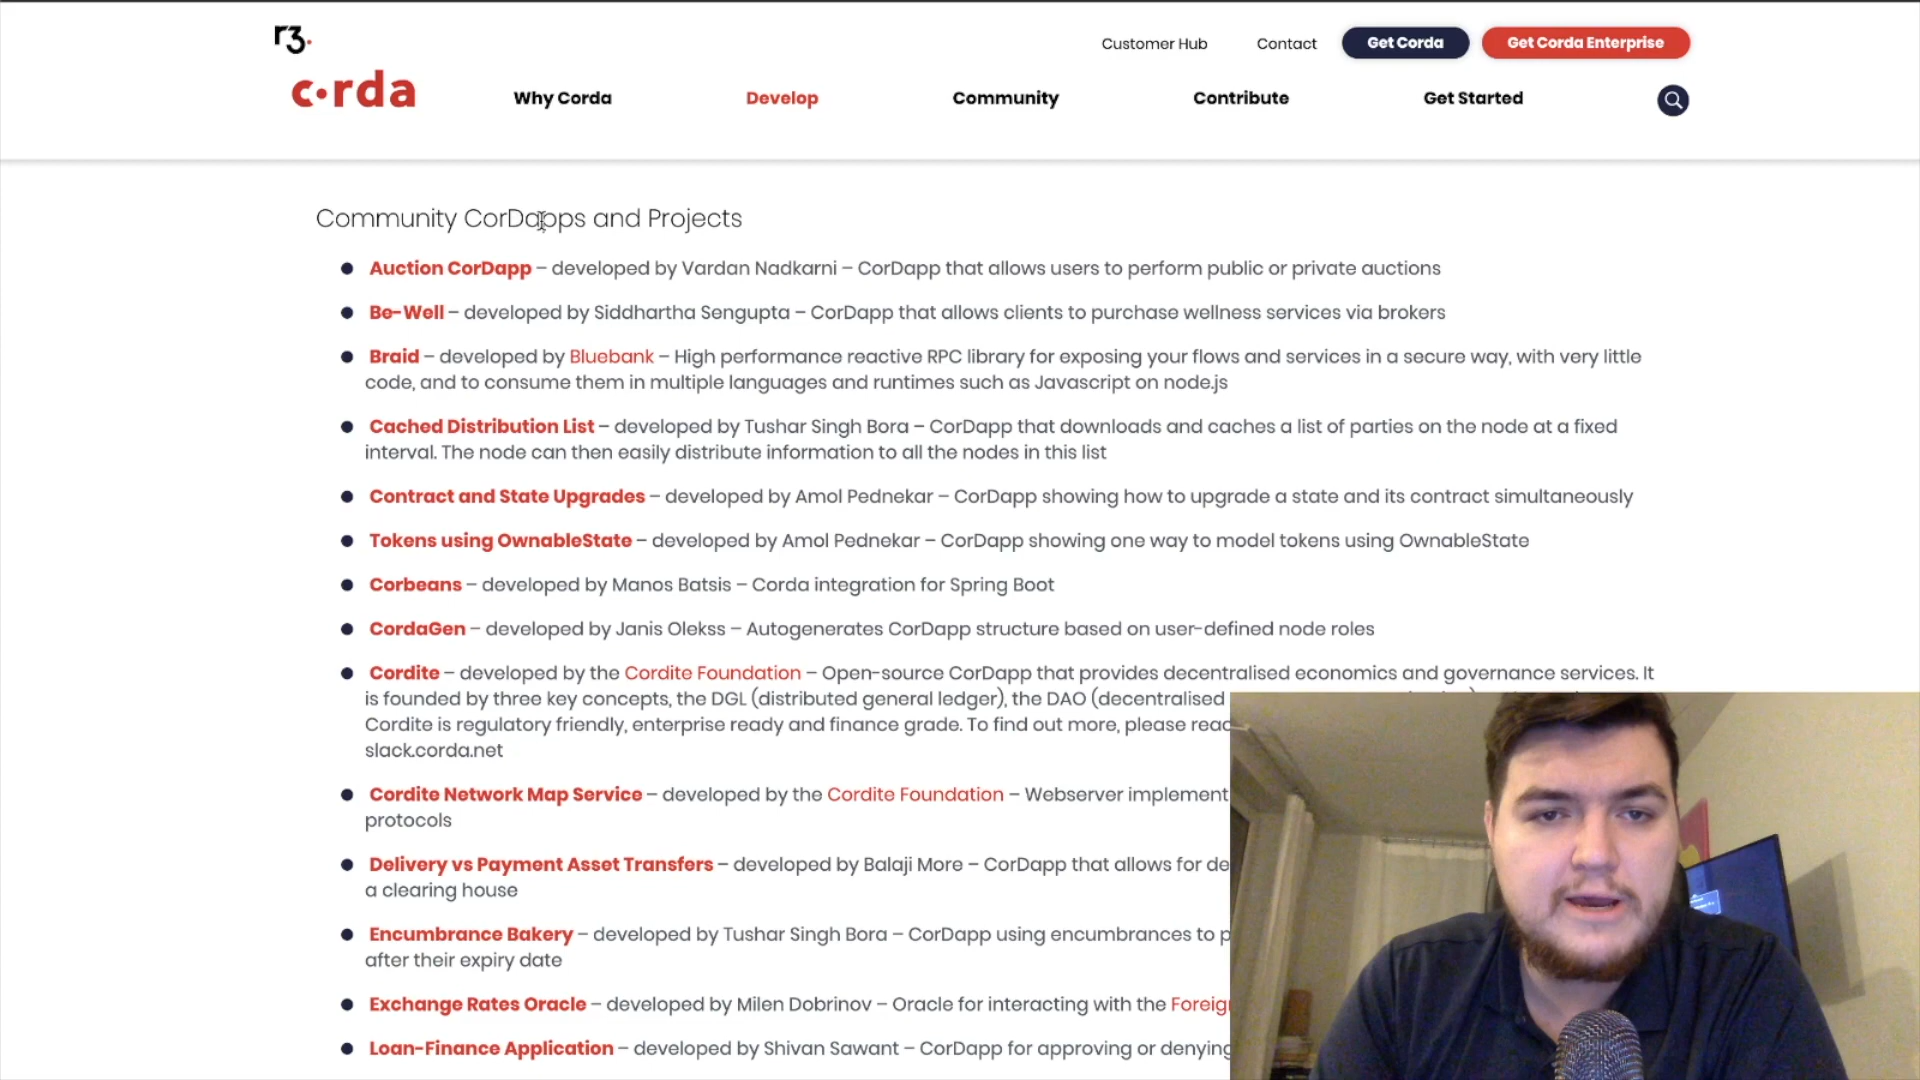 r3.
Customer Hub
Contact
Get Corda
Get Corda Enterprise
c·rda
Why Corda
Develop
Community
Contribute
Get Started
Community CorDapps and Projects
Auction CorDapp – developed by Vardan Nadkarni – CorDapp that allows users to perform public or private auctions
Be-Well – developed by Siddhartha Sengupta – CorDapp that allows clients to purchase wellness services via brokers
Braid – developed by Bluebank – High performance reactive RPC library for exposing your flows and services in a secure way, with very little
code, and to consume them in multiple languages and runtimes such as Javascript on node.js
Cached Distribution List – developed by Tushar Singh Bora – CorDapp that downloads and caches a list of parties on the node at a fixed
interval. The node can then easily distribute information to all the nodes in this list
Contract and State Upgrades – developed by Amol Pednekar – CorDapp showing how to upgrade a state and its contract simultaneously
Tokens using OwnableState – developed by Amol Pednekar – CorDapp showing one way to model tokens using OwnableState
Corbeans – developed by Manos Batsis – Corda integration for Spring Boot
CordaGen – developed by Janis Olekss – Autogenerates CorDapp structure based on user-defined node roles
Cordite – developed by the Cordite Foundation – Open-source CorDapp that provides decentralised economics and governance services. It
is founded by three key concepts, the DGL (distributed general ledger), the DAO (decentralised
Cordite is regulatory friendly, enterprise ready and finance grade. To find out more, please reac
slack.corda.net
Cordite Network Map Service – developed by the Cordite Foundation – Webserver implement
protocols
Delivery vs Payment Asset Transfers – developed by Balaji More – CorDapp that allows for de
a clearing house
Encumbrance Bakery – developed by Tushar Singh Bora – CorDapp using encumbrances to p
after their expiry date
Exchange Rates Oracle – developed by Milen Dobrinov – Oracle for interacting with the Foreig
Loan-Finance Application – developed by Shivan Sawant – CorDapp for approving or denying